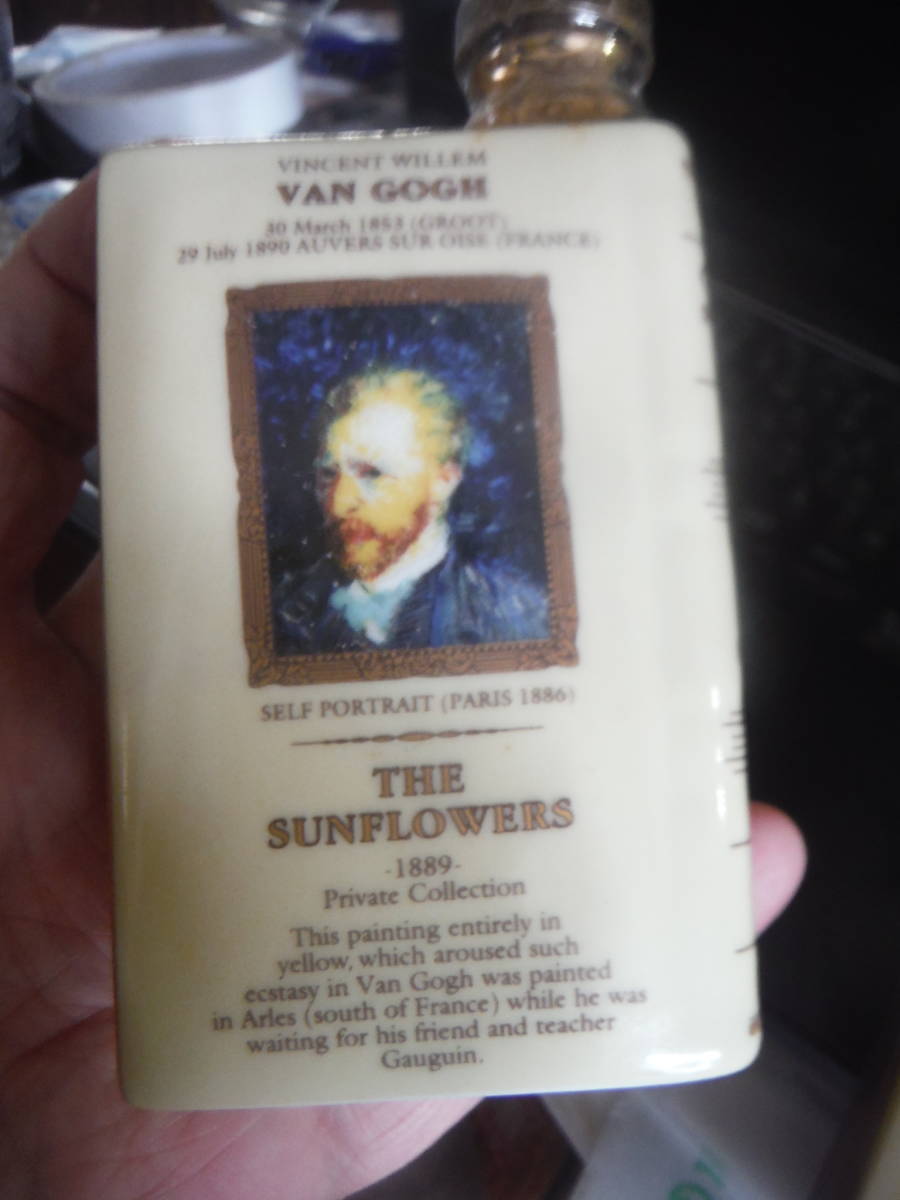 VINCENT WILLEM
VAN GOGH
30 March 1853 (GROOT)
29 July 1890 AUVERS SUR OISE (FRANCE)
SELF PORTRAIT (PARIS 1886)
THE
SUNFLOWERS
-1889-
Private Collection
This painting entirely in
yellow, which aroused such
ecstasy in Van Gogh was painted
in Arles (south of France) while he was
waiting for his friend and teacher
Gauguin.